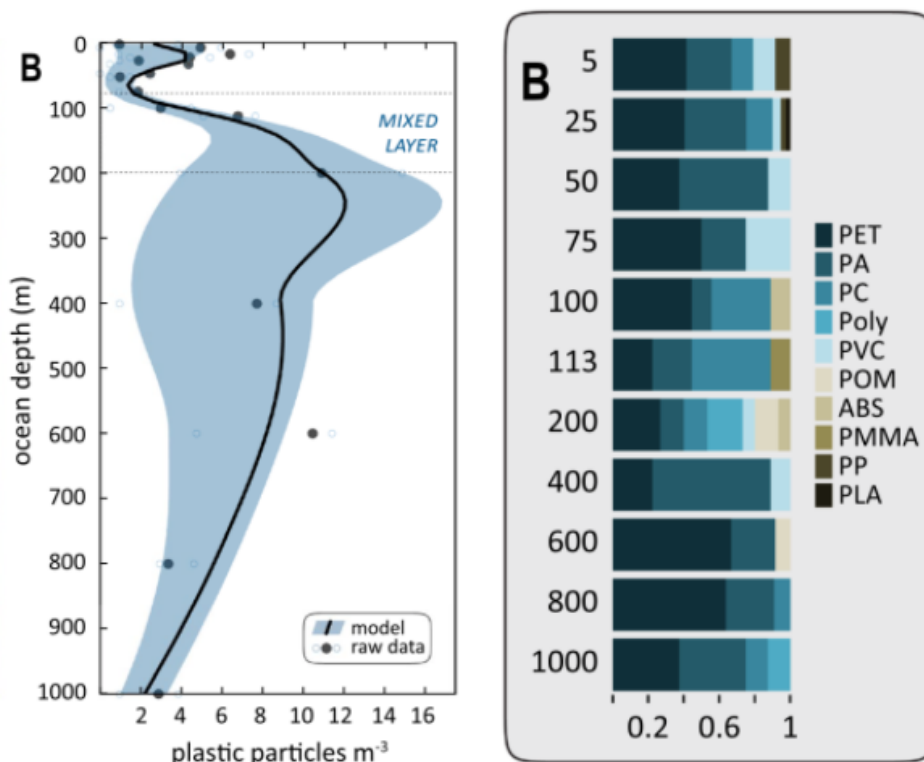 B
0
100
200
300
400
500
600
700
800
900
1000
ocean depth (m)
MIXED
LAYER
model
raw data
2 4 6 8 10 12 14 16
plastic particles m⁻³
B
5
25
50
75
100
113
200
400
600
800
1000
0.2 0.6 1
PET
PA
PC
Poly
PVC
POM
ABS
PMMA
PP
PLA